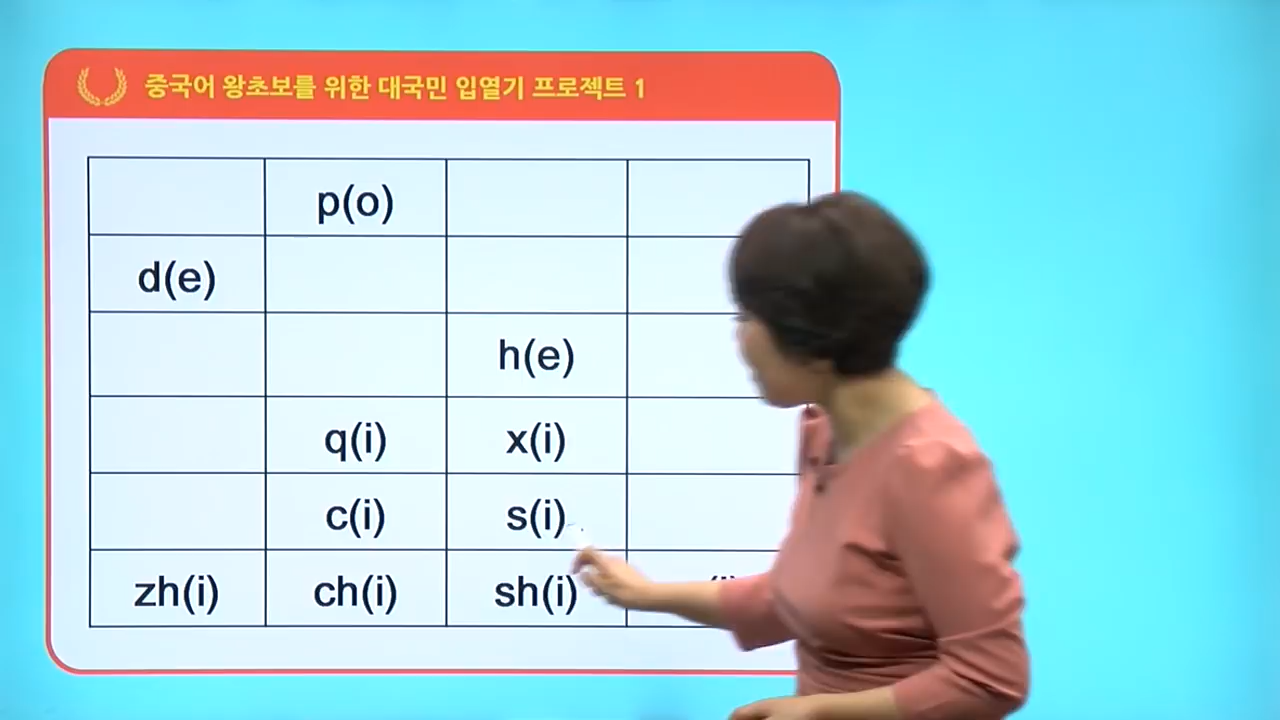 중국어 왕초보를 위한 대국민 입열기 프로젝트 1
p(o)
d(e)
h(e)
q(i) x(i)
c(i) s(i)
zh(i) ch(i) sh(i) (i)